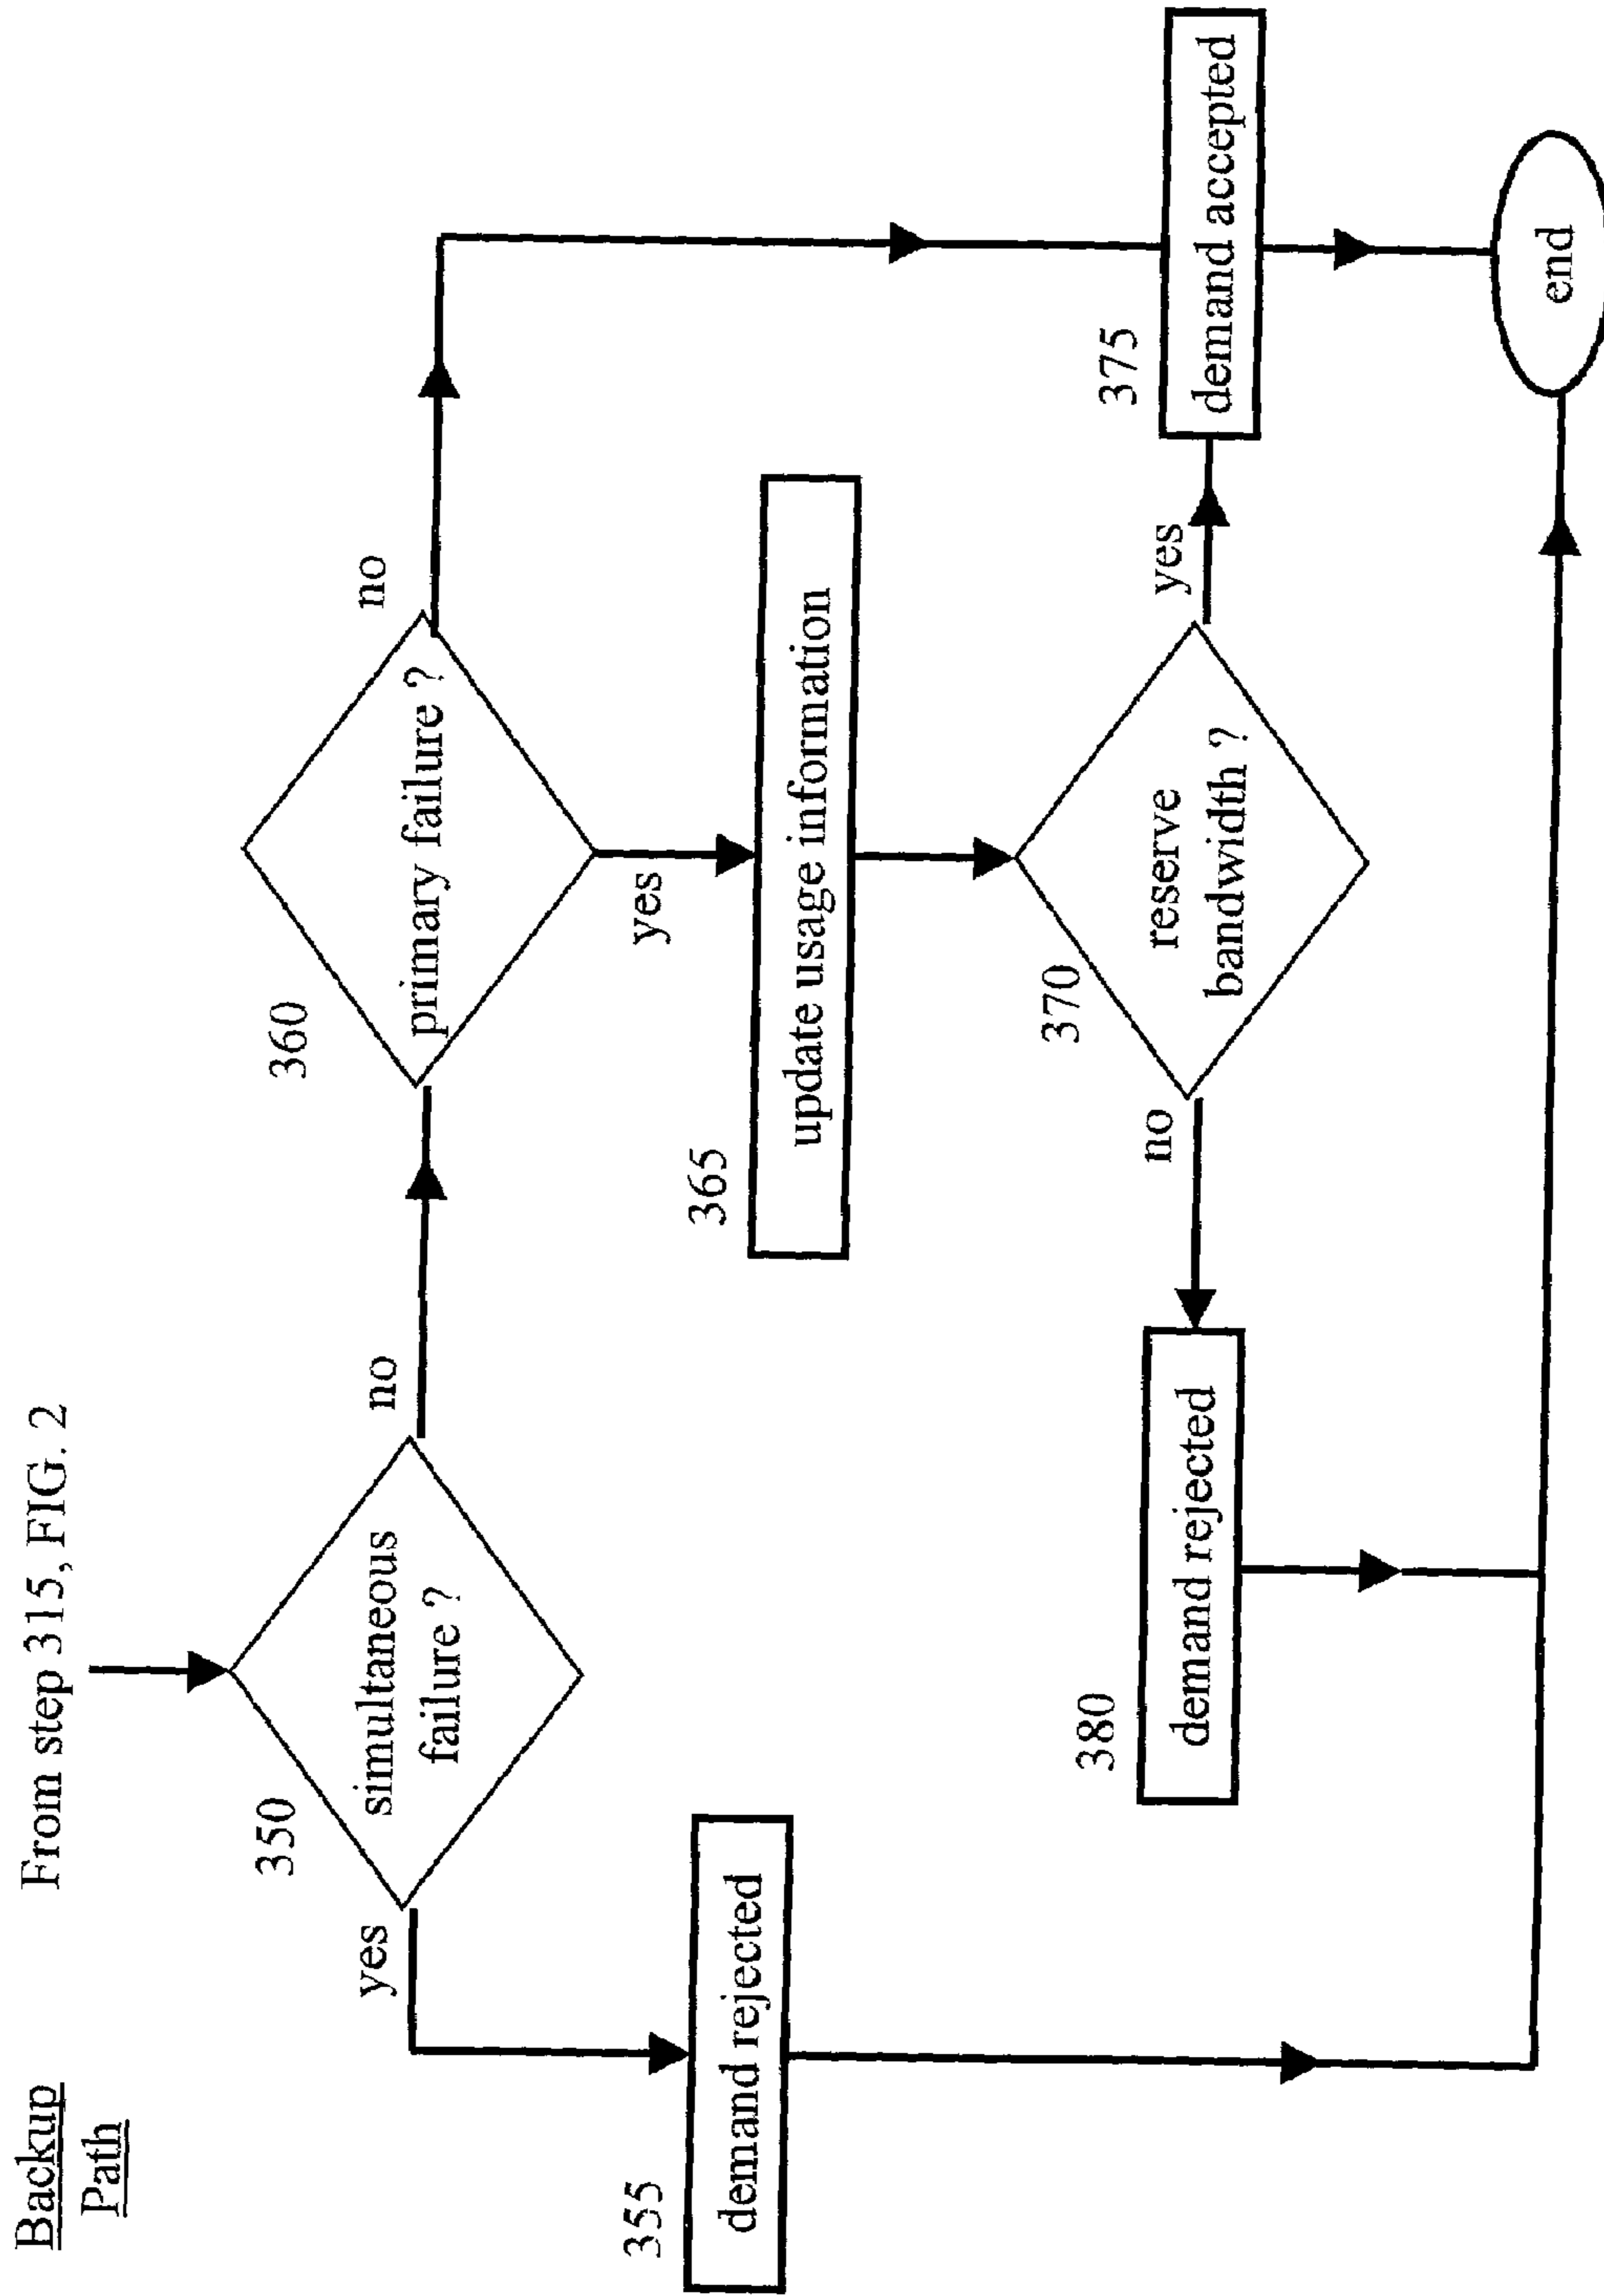 Backup
Path
From step 315, FIG. 2
350
simultaneous
failure ?
yes
no
360
primary failure ?
no
yes
355
demand rejected
365
update usage information
370
reserve
bandwidth ?
no
yes
380
demand rejected
375
demand accepted
end